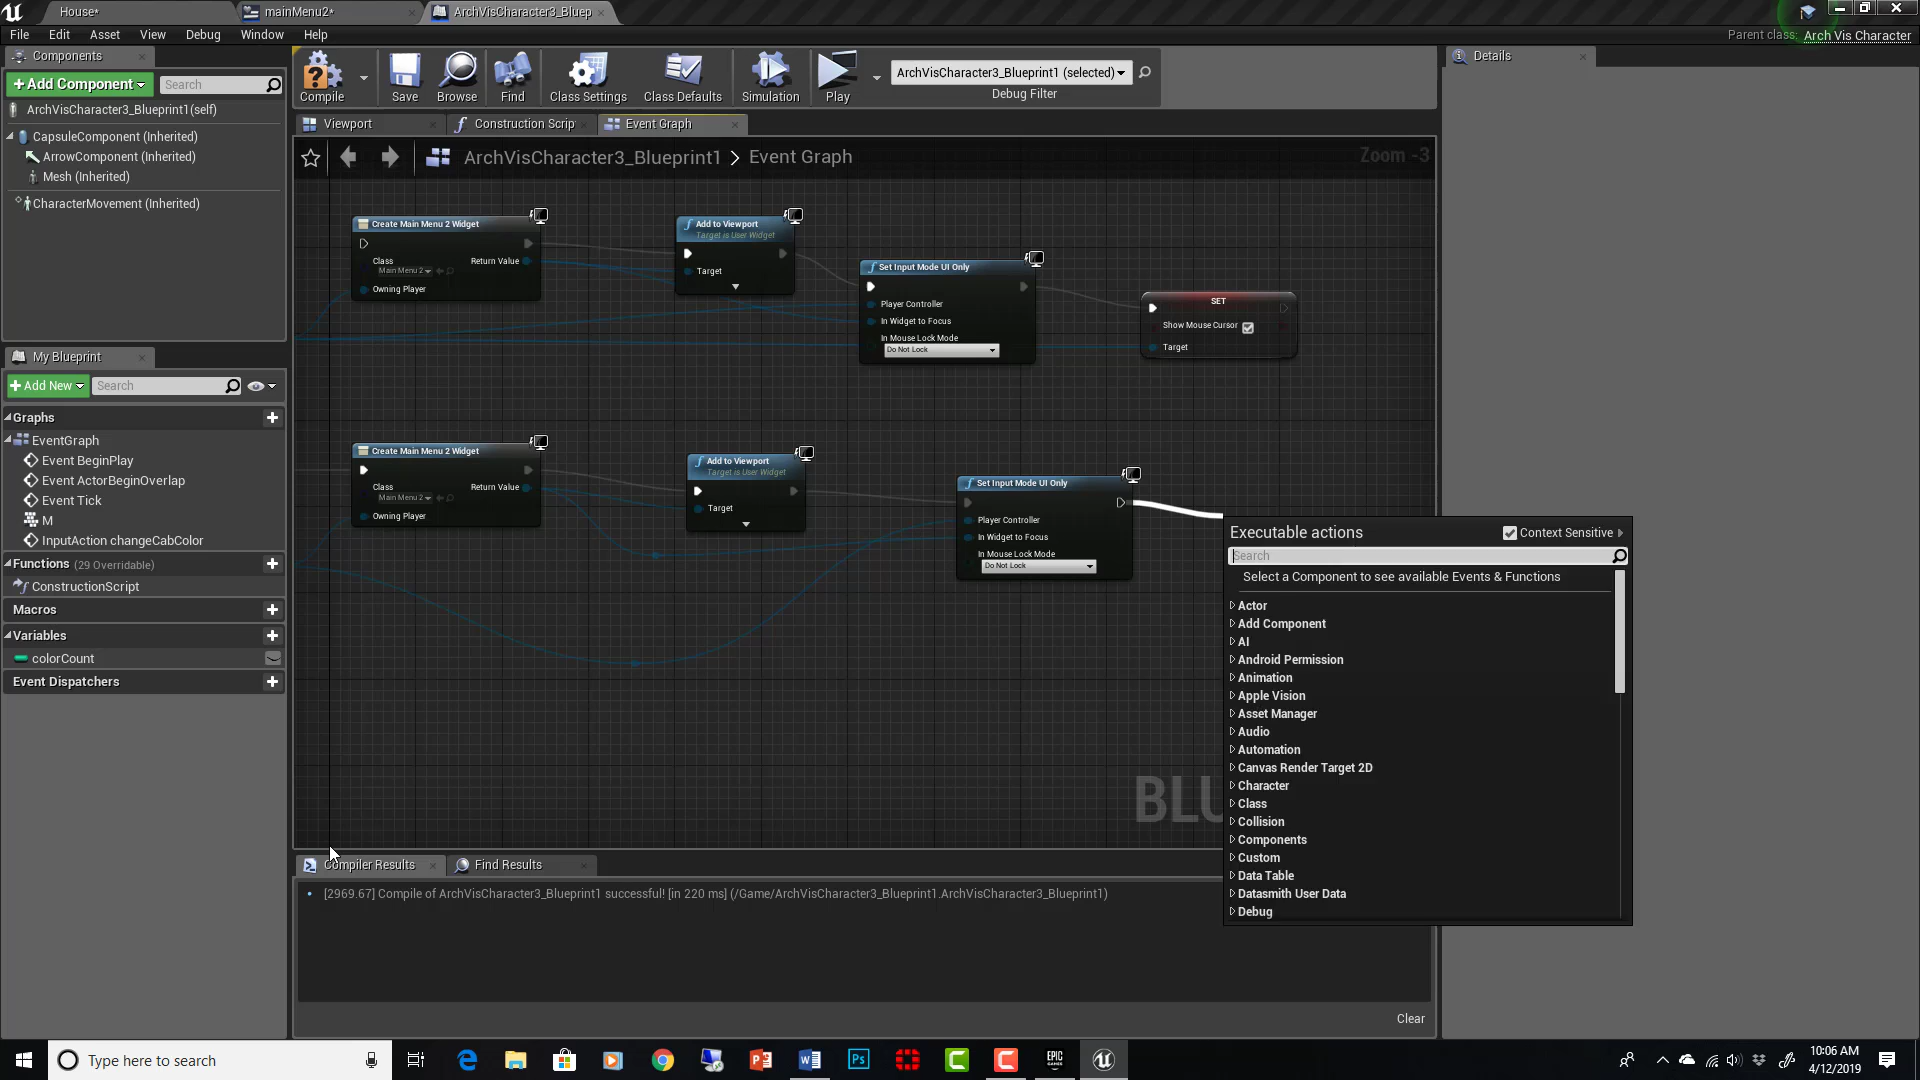 House*
mainMenu2*
ArchVisCharacter3_Bluep
File Edit Asset View Debug Window Help
Parent class: Arch Vis Character
Components
+Add Component
Search
ArchVisCharacter3_Blueprint1(self)
CapsuleComponent (Inherited)
ArrowComponent (Inherited)
Mesh (Inherited)
CharacterMovement (Inherited)
My Blueprint
+Add New
Search
Graphs
EventGraph
Event BeginPlay
Event ActorBeginOverlap
Event Tick
M
InputAction changeCabColor
Functions (29 Overridable)
ConstructionScript
Macros
Variables
colorCount
Event Dispatchers
Compile Save Browse Find Class Settings Class Defaults Simulation Play
ArchVisCharacter3_Blueprint1 (selected)
Debug Filter
Viewport
Construction Scrip
Event Graph
ArchVisCharacter3_Blueprint1 > Event Graph
Zoom -3
Create Main Menu 2 Widget
Class
Main Menu 2
Return Value
Owning Player
Add to Viewport
Target is User Widget
Target
Set Input Mode UI Only
Player Controller
In Widget to Focus
In Mouse Lock Mode
Do Not Lock
SET
Show Mouse Cursor
Target
Create Main Menu 2 Widget
Class
Main Menu 2
Return Value
Owning Player
Add to Viewport
Target is User Widget
Target
Set Input Mode UI Only
Player Controller
In Widget to Focus
In Mouse Lock Mode
Do Not Lock
BLU
Executable actions
Context Sensitive
Search
Select a Component to see available Events & Functions
Actor
Add Component
AI
Android Permission
Animation
Apple Vision
Asset Manager
Audio
Automation
Canvas Render Target 2D
Character
Class
Collision
Components
Custom
Data Table
Datasmith User Data
Debug
Compiler Results
Find Results
[2969.67] Compile of ArchVisCharacter3_Blueprint1 successful! [in 220 ms] (/Game/ArchVisCharacter3_Blueprint1.ArchVisCharacter3_Blueprint1)
Clear
Details
Type here to search
EPIC
GAMES
10:06 AM
4/12/2019